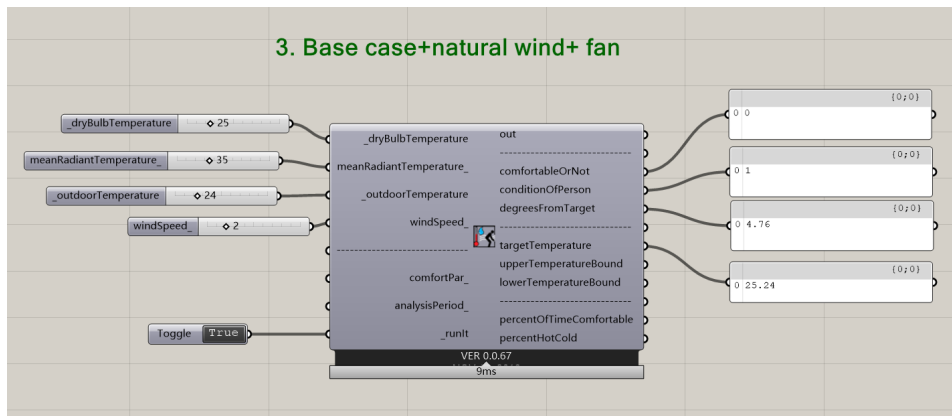 3. Base case+natural wind+ fan
_dryBulbTemperature ◇ 25
meanRadiantTemperature_ ◇ 35
_outdoorTemperature ◇ 24
windSpeed_ ◇ 2
Toggle True
_dryBulbTemperature
meanRadiantTemperature_
_outdoorTemperature
windSpeed_
--------------------------------
comfortPar_
analysisPeriod_
_runIt
out
--------------------------------
comfortableOrNot
conditionOfPerson
degreesFromTarget
--------------------------------
targetTemperature
upperTemperatureBound
lowerTemperatureBound
--------------------------------
percentOfTimeComfortable
percentHotCold
VER 0.0.67
9ms
{0;0}
0 0
{0;0}
0 1
{0;0}
0 4.76
{0;0}
0 25.24